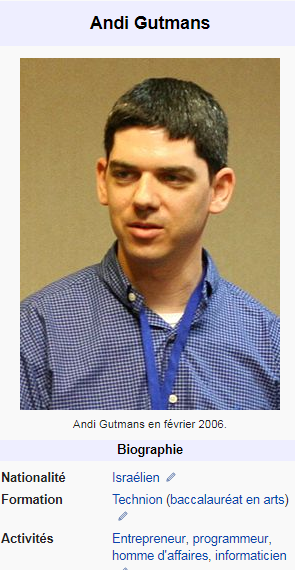 Andi Gutmans
Andi Gutmans en février 2006.
Biographie
Nationalité Israélien
Formation Technion (baccalauréat en arts)
Activités Entrepreneur, programmeur,
homme d'affaires, informaticien